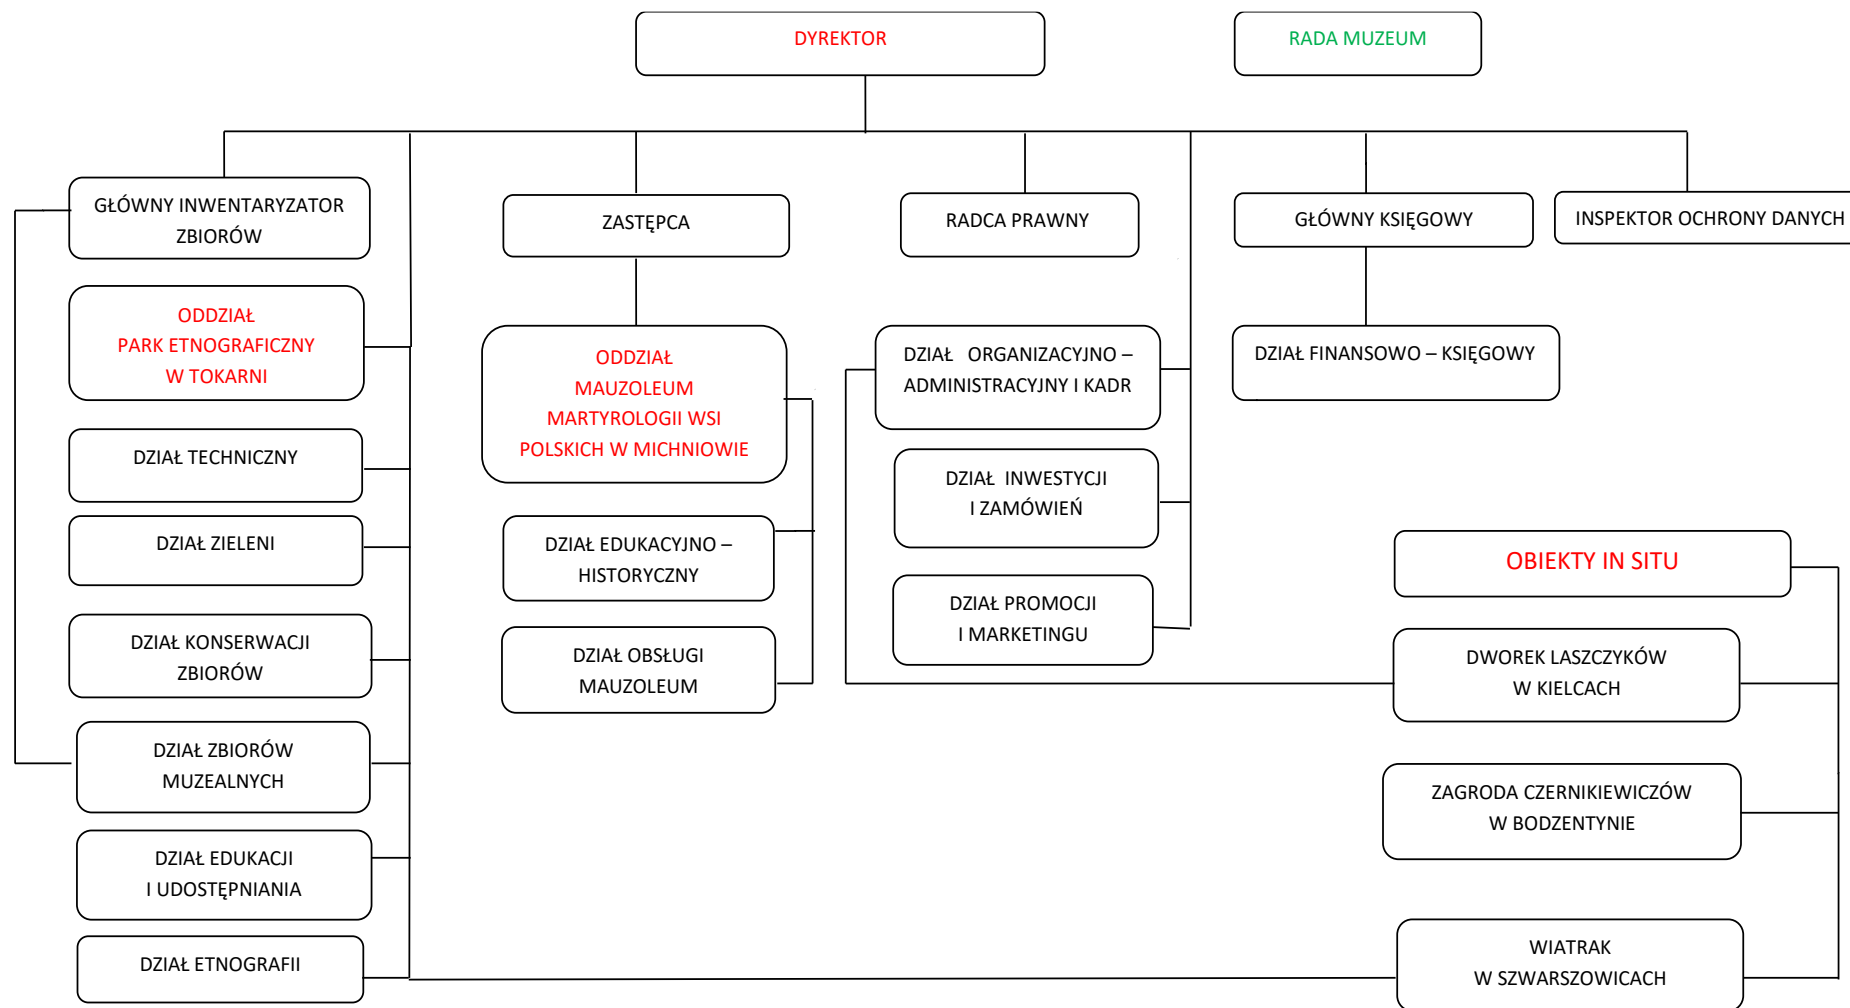 DYREKTOR
RADA MUZEUM
GŁÓWNY INWENTARYZATOR
ZBIORÓW
ZASTĘPCA
RADCA PRAWNY
GŁÓWNY KSIĘGOWY
INSPEKTOR OCHRONY DANYCH
ODDZIAŁ
PARK ETNOGRAFICZNY
W TOKARNI
ODDZIAŁ
MAUZOLEUM
MARTYROLOGII WSI
POLSKICH W MICHNIOWIE
DZIAŁ ORGANIZACYJNO –
ADMINISTRACYJNY I KADR
DZIAŁ FINANSOWO – KSIĘGOWY
DZIAŁ TECHNICZNY
DZIAŁ INWESTYCJI
I ZAMÓWIEŃ
DZIAŁ ZIELENI
DZIAŁ EDUKACYJNO –
HISTORYCZNY
OBIEKTY IN SITU
DZIAŁ PROMOCJI
I MARKETINGU
DZIAŁ KONSERWACJI
ZBIORÓW
DZIAŁ OBSŁUGI
MAUZOLEUM
DWOREK LASZCZYKÓW
W KIELCACH
DZIAŁ ZBIORÓW
MUZEALNYCH
ZAGRODA CZERNIKIEWICZÓW
W BODZENTYNIE
DZIAŁ EDUKACJI
I UDOSTĘPNIANIA
DZIAŁ ETNOGRAFII
WIATRAK
W SZWARSZOWICACH